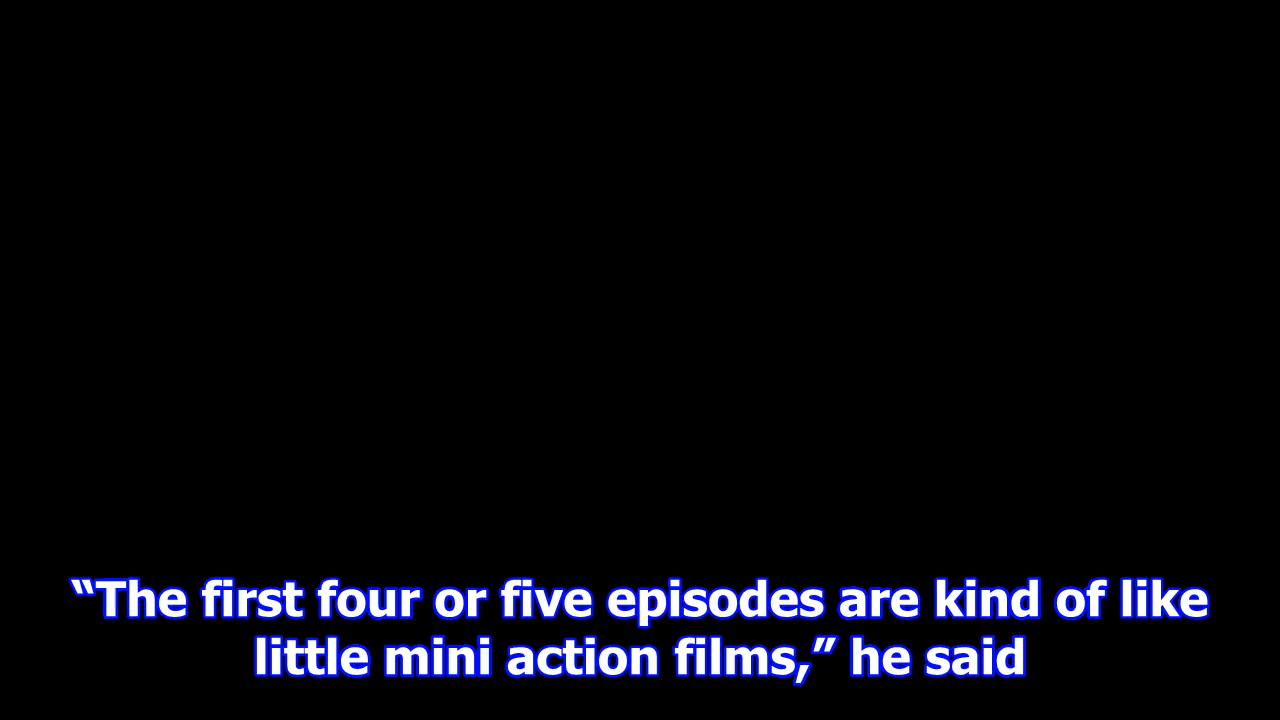 “The first four or five episodes are kind of like
little mini action films,” he said